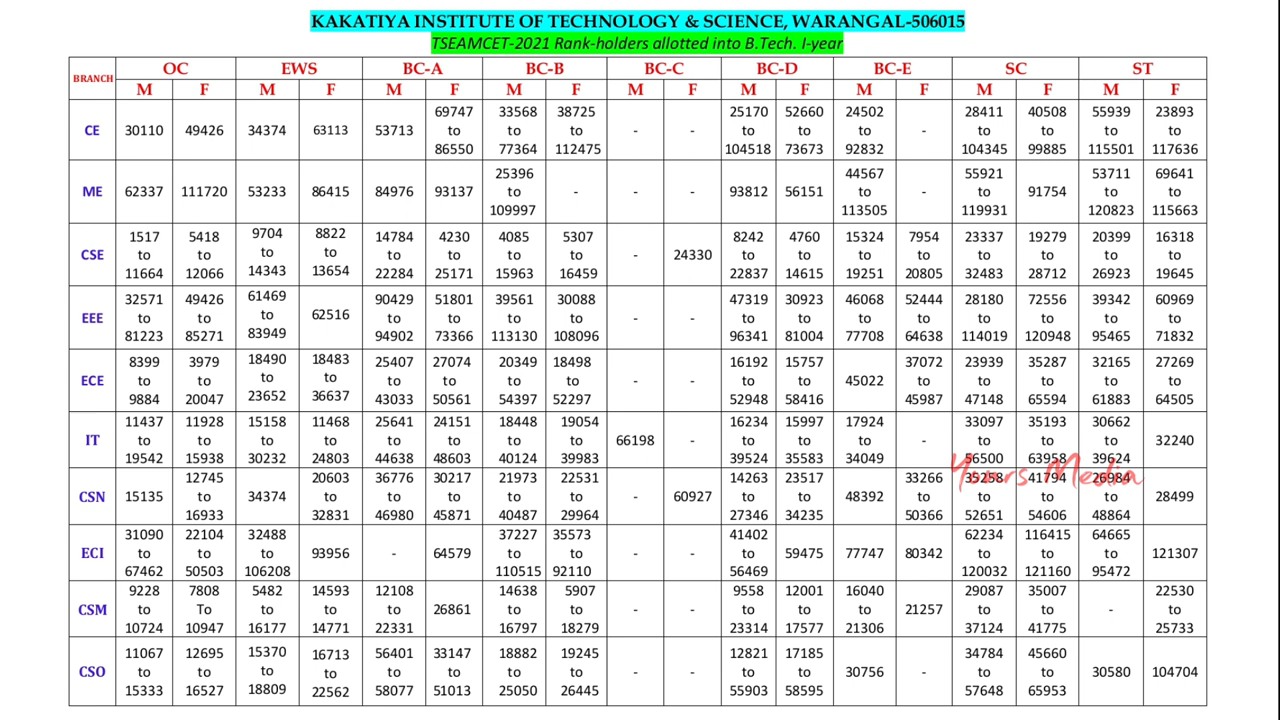 KAKATIYA INSTITUTE OF TECHNOLOGY & SCIENCE, WARANGAL-506015
TSEAMCET-2021 Rank-holders allotted into B.Tech. I-year
BRANCH OC EWS BC-A BC-B BC-C BC-D BC-E SC ST
M F M F M F M F M F M F M F M F M F
CE 30110 49426 34374 63113 53713 69747 to 86550 33568 to 77364 38725 to 112475 - - 25170 to 104518 52660 to 73673 24502 to 92832 - 28411 to 104345 40508 to 99885 55939 to 115501 23893 to 117636
ME 62337 111720 53233 86415 84976 93137 25396 to 109997 - - - 93812 56151 44567 to 113505 - 55921 to 119931 91754 53711 to 120823 69641 to 115663
CSE 1517 to 11664 5418 to 12066 9704 to 14343 8822 to 13654 14784 to 22284 4230 to 25171 4085 to 15963 5307 to 16459 - 24330 8242 to 22837 4760 to 14615 15324 to 19251 7954 to 20805 23337 to 32483 19279 to 28712 20399 to 26923 16318 to 19645
EEE 32571 to 81223 49426 to 85271 61469 to 83949 62516 90429 to 94902 51801 to 73366 39561 to 113130 30088 to 108096 - - 47319 to 96341 30923 to 81004 46068 to 77708 52444 to 64638 28180 to 114019 72556 to 120948 39342 to 95465 60969 to 71832
ECE 8399 to 9884 3979 to 20047 18490 to 23652 18483 to 36637 25407 to 43033 27074 to 50561 20349 to 54397 18498 to 52297 - - 16192 to 52948 15757 to 58416 45022 37072 to 45987 23939 to 47148 35287 to 65594 32165 to 61883 27269 to 64505
IT 11437 to 19542 11928 to 15938 15158 to 30232 11468 to 24803 25641 to 44638 24151 to 48603 18448 to 40124 19054 to 39983 66198 - 16234 to 39524 15997 to 35583 17924 to 34049 - 33097 to 56500 35193 to 63958 30662 to 39624 32240
CSN 15135 12745 to 16933 34374 20603 to 32831 36776 to 46980 30217 to 45871 21973 to 40487 22531 to 29964 - 60927 14263 to 27346 23517 to 34235 48392 33266 to 50366 35258 to 52651 41794 to 54606 26984 to 48864 28499
Yours Media
ECI 31090 to 67462 22104 to 50503 32488 to 106208 93956 - 64579 37227 to 110515 35573 to 92110 - - 41402 to 56469 59475 77747 80342 62234 to 120032 116415 to 121160 64665 to 95472 121307
CSM 9228 to 10724 7808 To 10947 5482 to 16177 14593 to 14771 12108 to 22331 26861 14638 to 16797 5907 to 18279 - - 9558 to 23314 12001 to 17577 16040 to 21306 21257 29087 to 37124 35007 to 41775 - 22530 to 25733
CSO 11067 to 15333 12695 to 16527 15370 to 18809 16713 to 22562 56401 to 58077 33147 to 51013 18882 to 25050 19245 to 26445 - - 12821 to 55903 17185 to 58595 30756 - 34784 to 57648 45660 to 65953 30580 104704